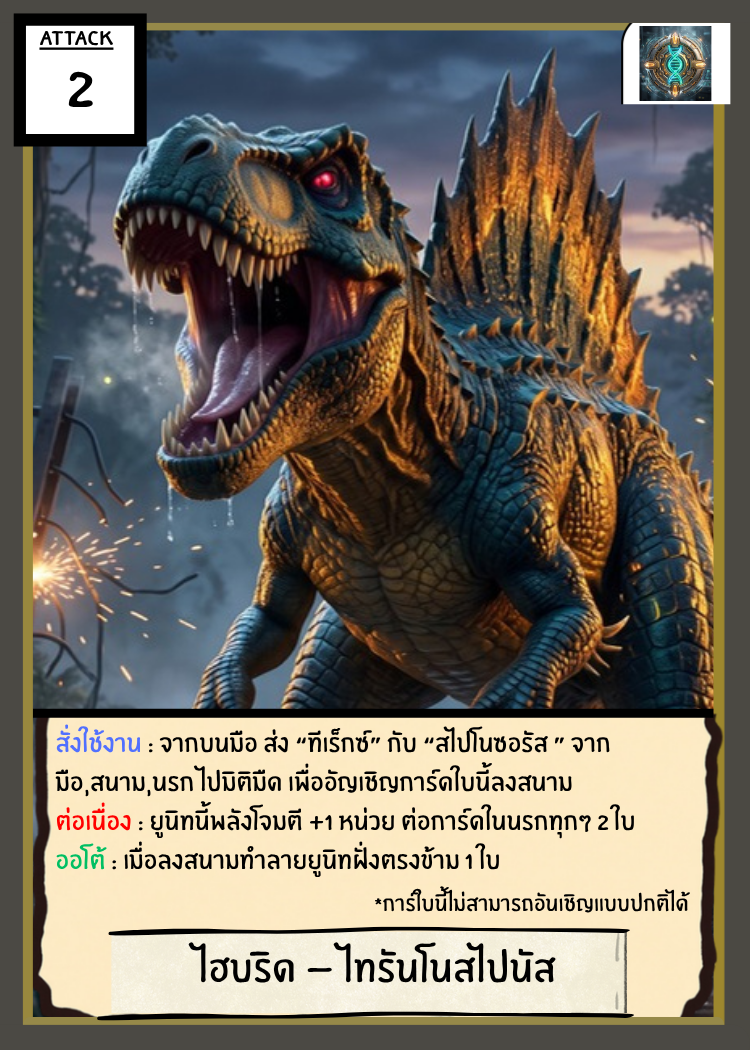 ATTACK
2
สั่งใช้งาน : จากบนมือ ส่ง “ทีเร็กซ์” กับ “สไปโนซอรัส ” จาก
มือ,สนาม,นรก ไปมิติมืด เพื่ออัญเชิญการ์ดใบนี้ลงสนาม
ต่อเนื่อง : ยูนิทนี้พลังโจมตี +1 หน่วย ต่อการ์ดในนรกทุกๆ 2 ใบ
ออโต้ : เมื่อลงสนามทำลายยูนิทฝั่งตรงข้าม 1 ใบ
*การ์ใบนี้ไม่สามารถอันเชิญแบบปกติได้
ไฮบริด – ไทรันโนสไปนัส